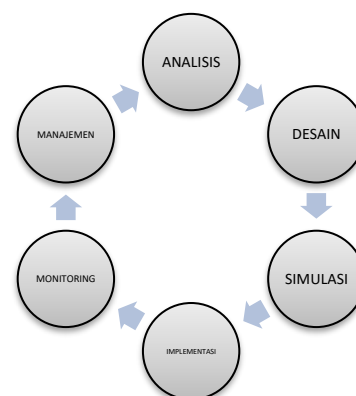 ANALISIS
DESAIN
SIMULASI
IMPLEMENTASI
MONITORING
MANAJEMEN